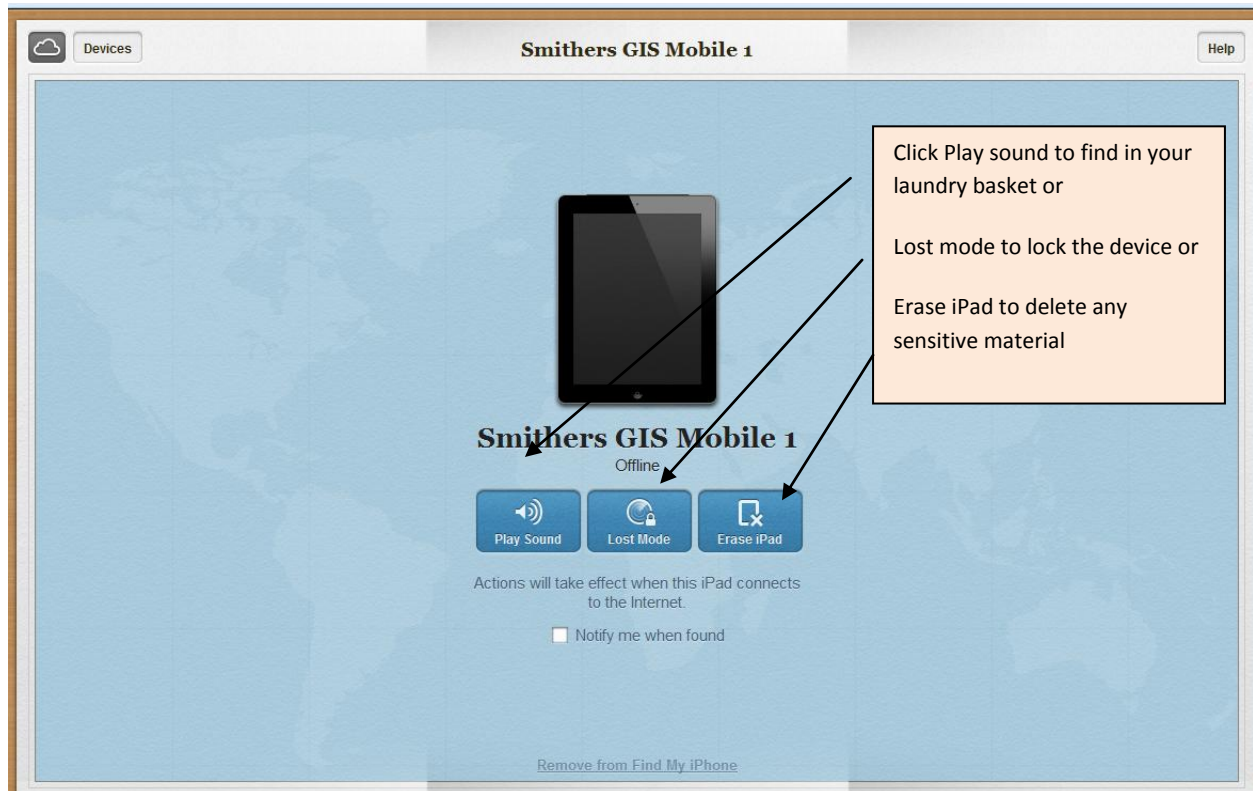 Devices
Smithers GIS Mobile 1
Help
Click Play sound to find in your
laundry basket or
Lost mode to lock the device or
Erase iPad to delete any
sensitive material
Smithers GIS Mobile 1
Offline
Play Sound
Lost Mode
Erase iPad
Actions will take effect when this iPad connects
to the Internet.
Notify me when found
Remove from Find My iPhone